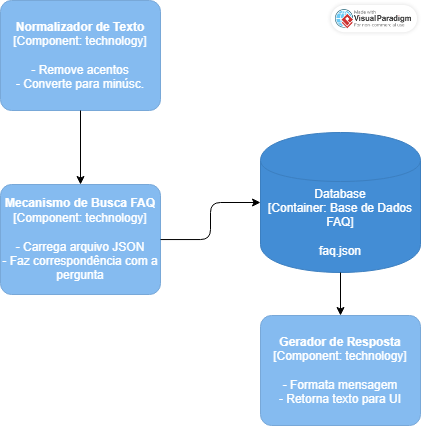 Normalizador de Texto
[Component: technology]
- Remove acentos
- Converte para minúsc.
Made with
Visual Paradigm
For non-commercial use
Mecanismo de Busca FAQ
[Component: technology]
- Carrega arquivo JSON
- Faz correspondência com a
pergunta
Database
[Container: Base de Dados
FAQ]
faq.json
Gerador de Resposta
[Component: technology]
- Formata mensagem
- Retorna texto para UI